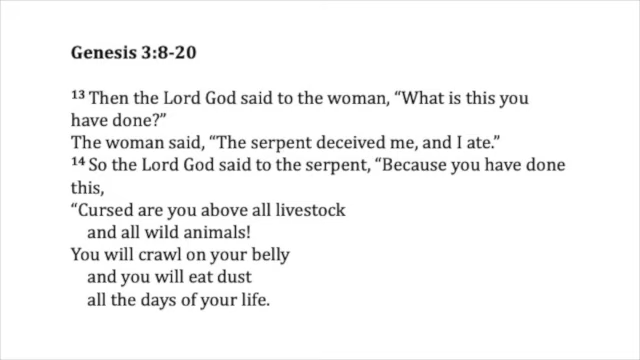 Genesis 3:8-20
¹³ Then the Lord God said to the woman, “What is this you
have done?”
The woman said, “The serpent deceived me, and I ate.”
¹⁴ So the Lord God said to the serpent, “Because you have done
this,
“Cursed are you above all livestock
and all wild animals!
You will crawl on your belly
and you will eat dust
all the days of your life.